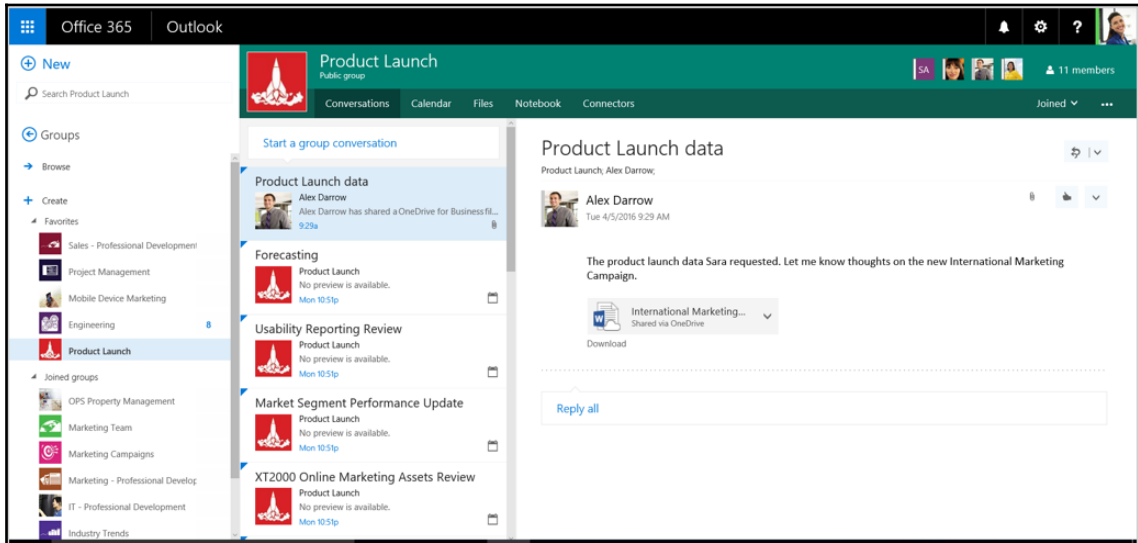 Office 365
Outlook
?
New
Search Product Launch
Groups
Browse
Create
Favorites
Sales - Professional Development
Project Management
Mobile Device Marketing
Engineering
8
Product Launch
Joined groups
OPS Property Management
Marketing Team
Marketing Campaigns
Marketing - Professional Develop
IT - Professional Development
Industry Trends
Product Launch
Public group
SA
11 members
Conversations
Calendar
Files
Notebook
Connectors
Joined
Start a group conversation
Product Launch data
Alex Darrow
Alex Darrow has shared a OneDrive for Business fil...
9:29a
Forecasting
Product Launch
No preview is available.
Mon 10:51p
Usability Reporting Review
Product Launch
No preview is available.
Mon 10:51p
Market Segment Performance Update
Product Launch
No preview is available.
Mon 10:51p
XT2000 Online Marketing Assets Review
Product Launch
No preview is available.
Mon 10:51p
Product Launch data
Product Launch; Alex Darrow;
Alex Darrow
Tue 4/5/2016 9:29 AM
The product launch data Sara requested. Let me know thoughts on the new International Marketing
Campaign.
International Marketing...
Shared via OneDrive
Download
Reply all